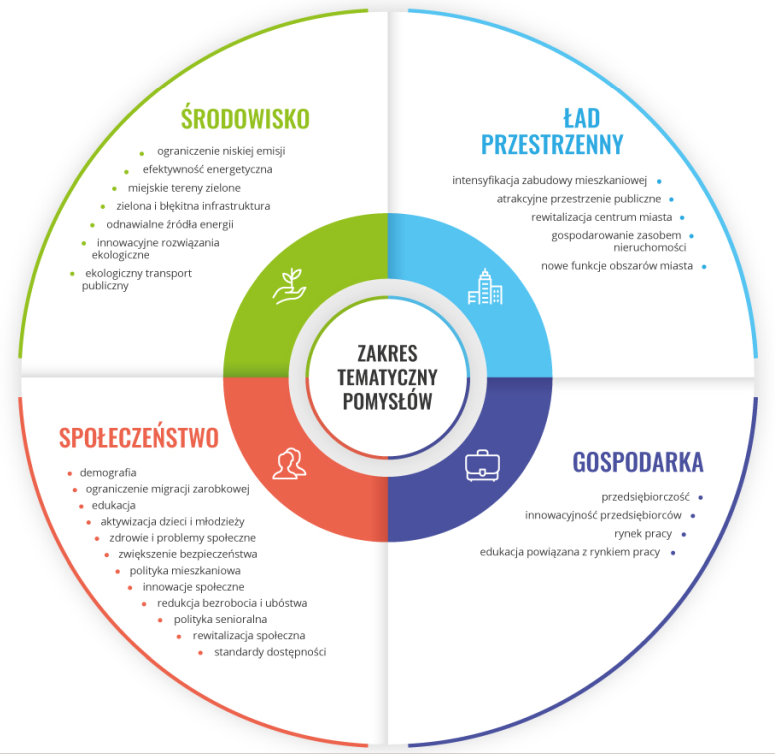 ŚRODOWISKO
ograniczenie niskiej emisji
efektywność energetyczna
miejskie tereny zielone
zielona i błękitna infrastruktura
odnawialne źródła energii
innowacyjne rozwiązania
ekologiczne
ekologiczny transport
publiczny
ŁAD
PRZESTRZENNY
intensyfikacja zabudowy mieszkaniowej
atrakcyjne przestrzenie publiczne
rewitalizacja centrum miasta
gospodarowanie zasobem
nieruchomości
nowe funkcje obszarów miasta
ZAKRES
TEMATYCZNY
POMYSŁÓW
SPOŁECZEŃSTWO
demografia
ograniczenie migracji zarobkowej
edukacja
aktywizacja dzieci i młodzieży
zdrowie i problemy społeczne
zwiększenie bezpieczeństwa
polityka mieszkaniowa
innowacje społeczne
redukcja bezrobocia i ubóstwa
polityka senioralna
rewitalizacja społeczna
standardy dostępności
GOSPODARKA
przedsiębiorczość
innowacyjność przedsiębiorców
rynek pracy
edukacja powiązana z rynkiem pracy